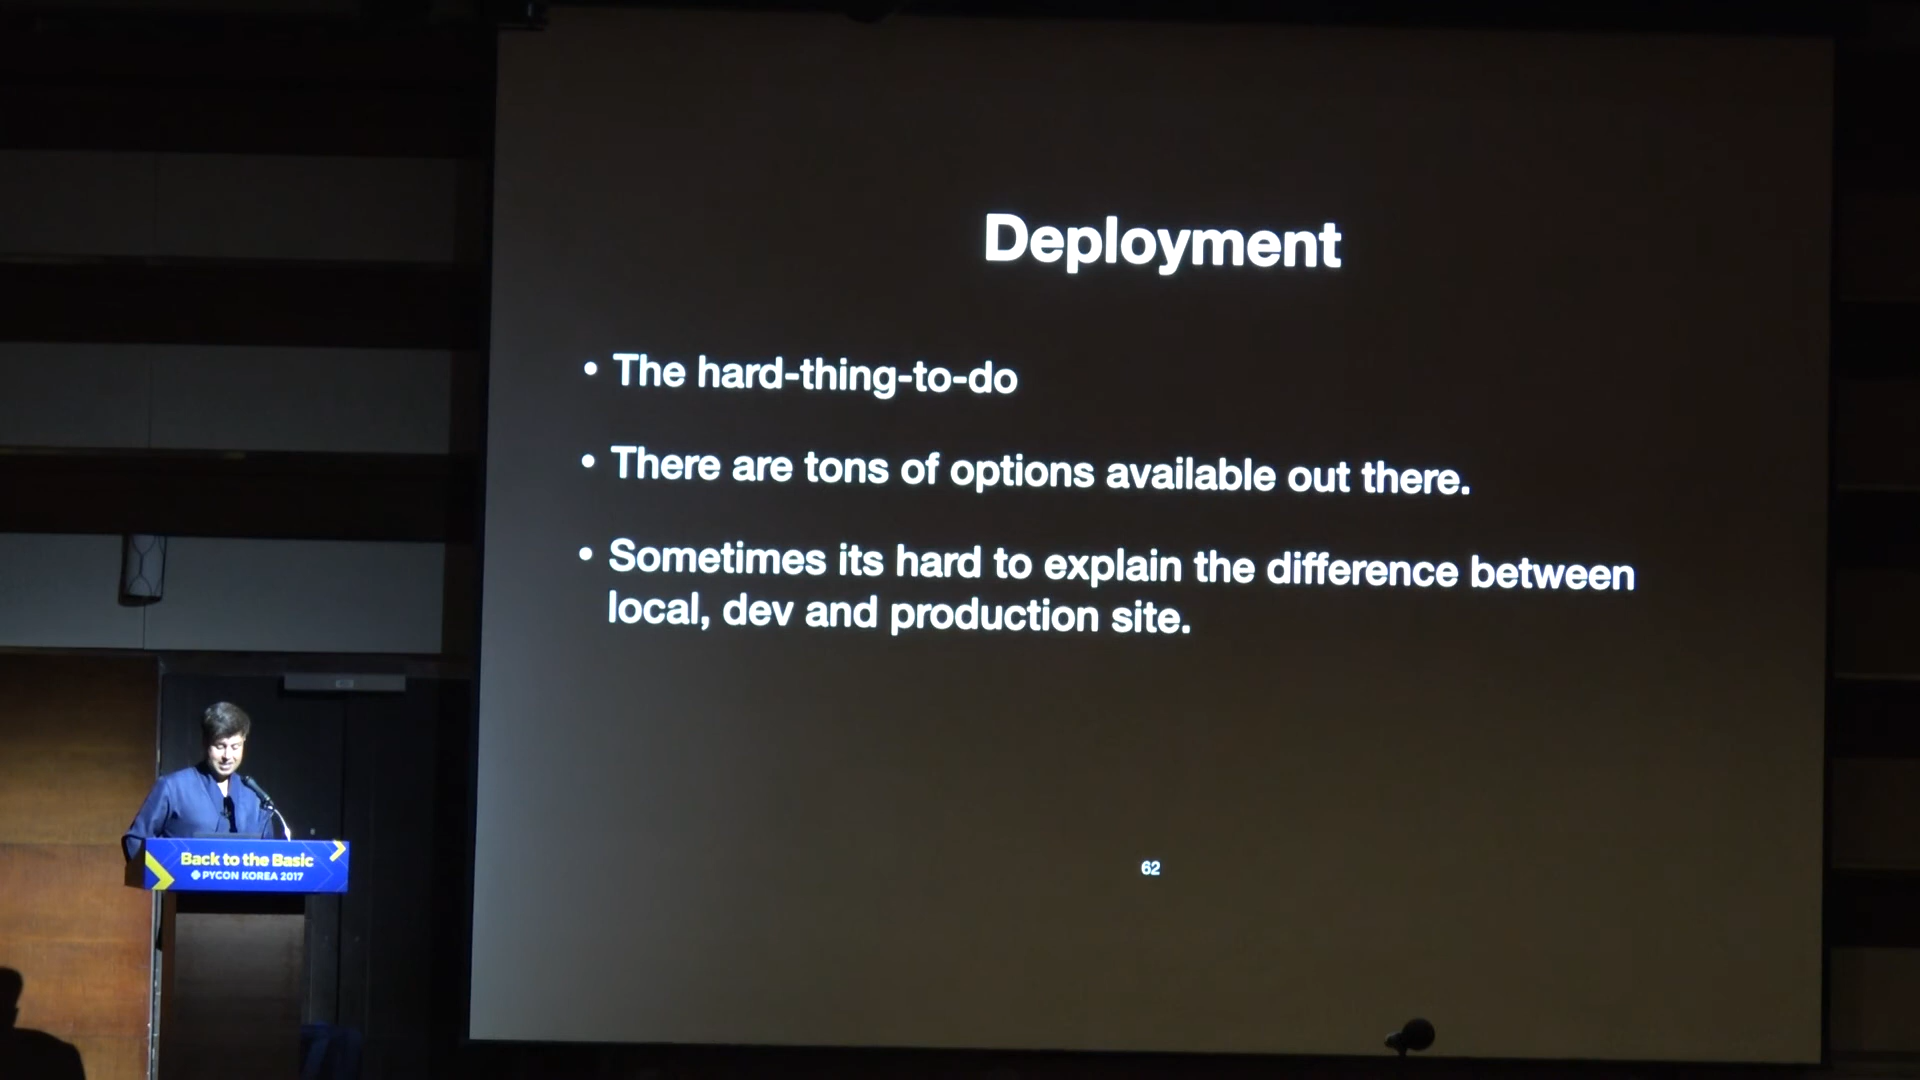 Deployment
• The hard-thing-to-do
• There are tons of options available out there.
• Sometimes its hard to explain the difference between
local, dev and production site.
62
Back to the Basic
PYCON KOREA 2017